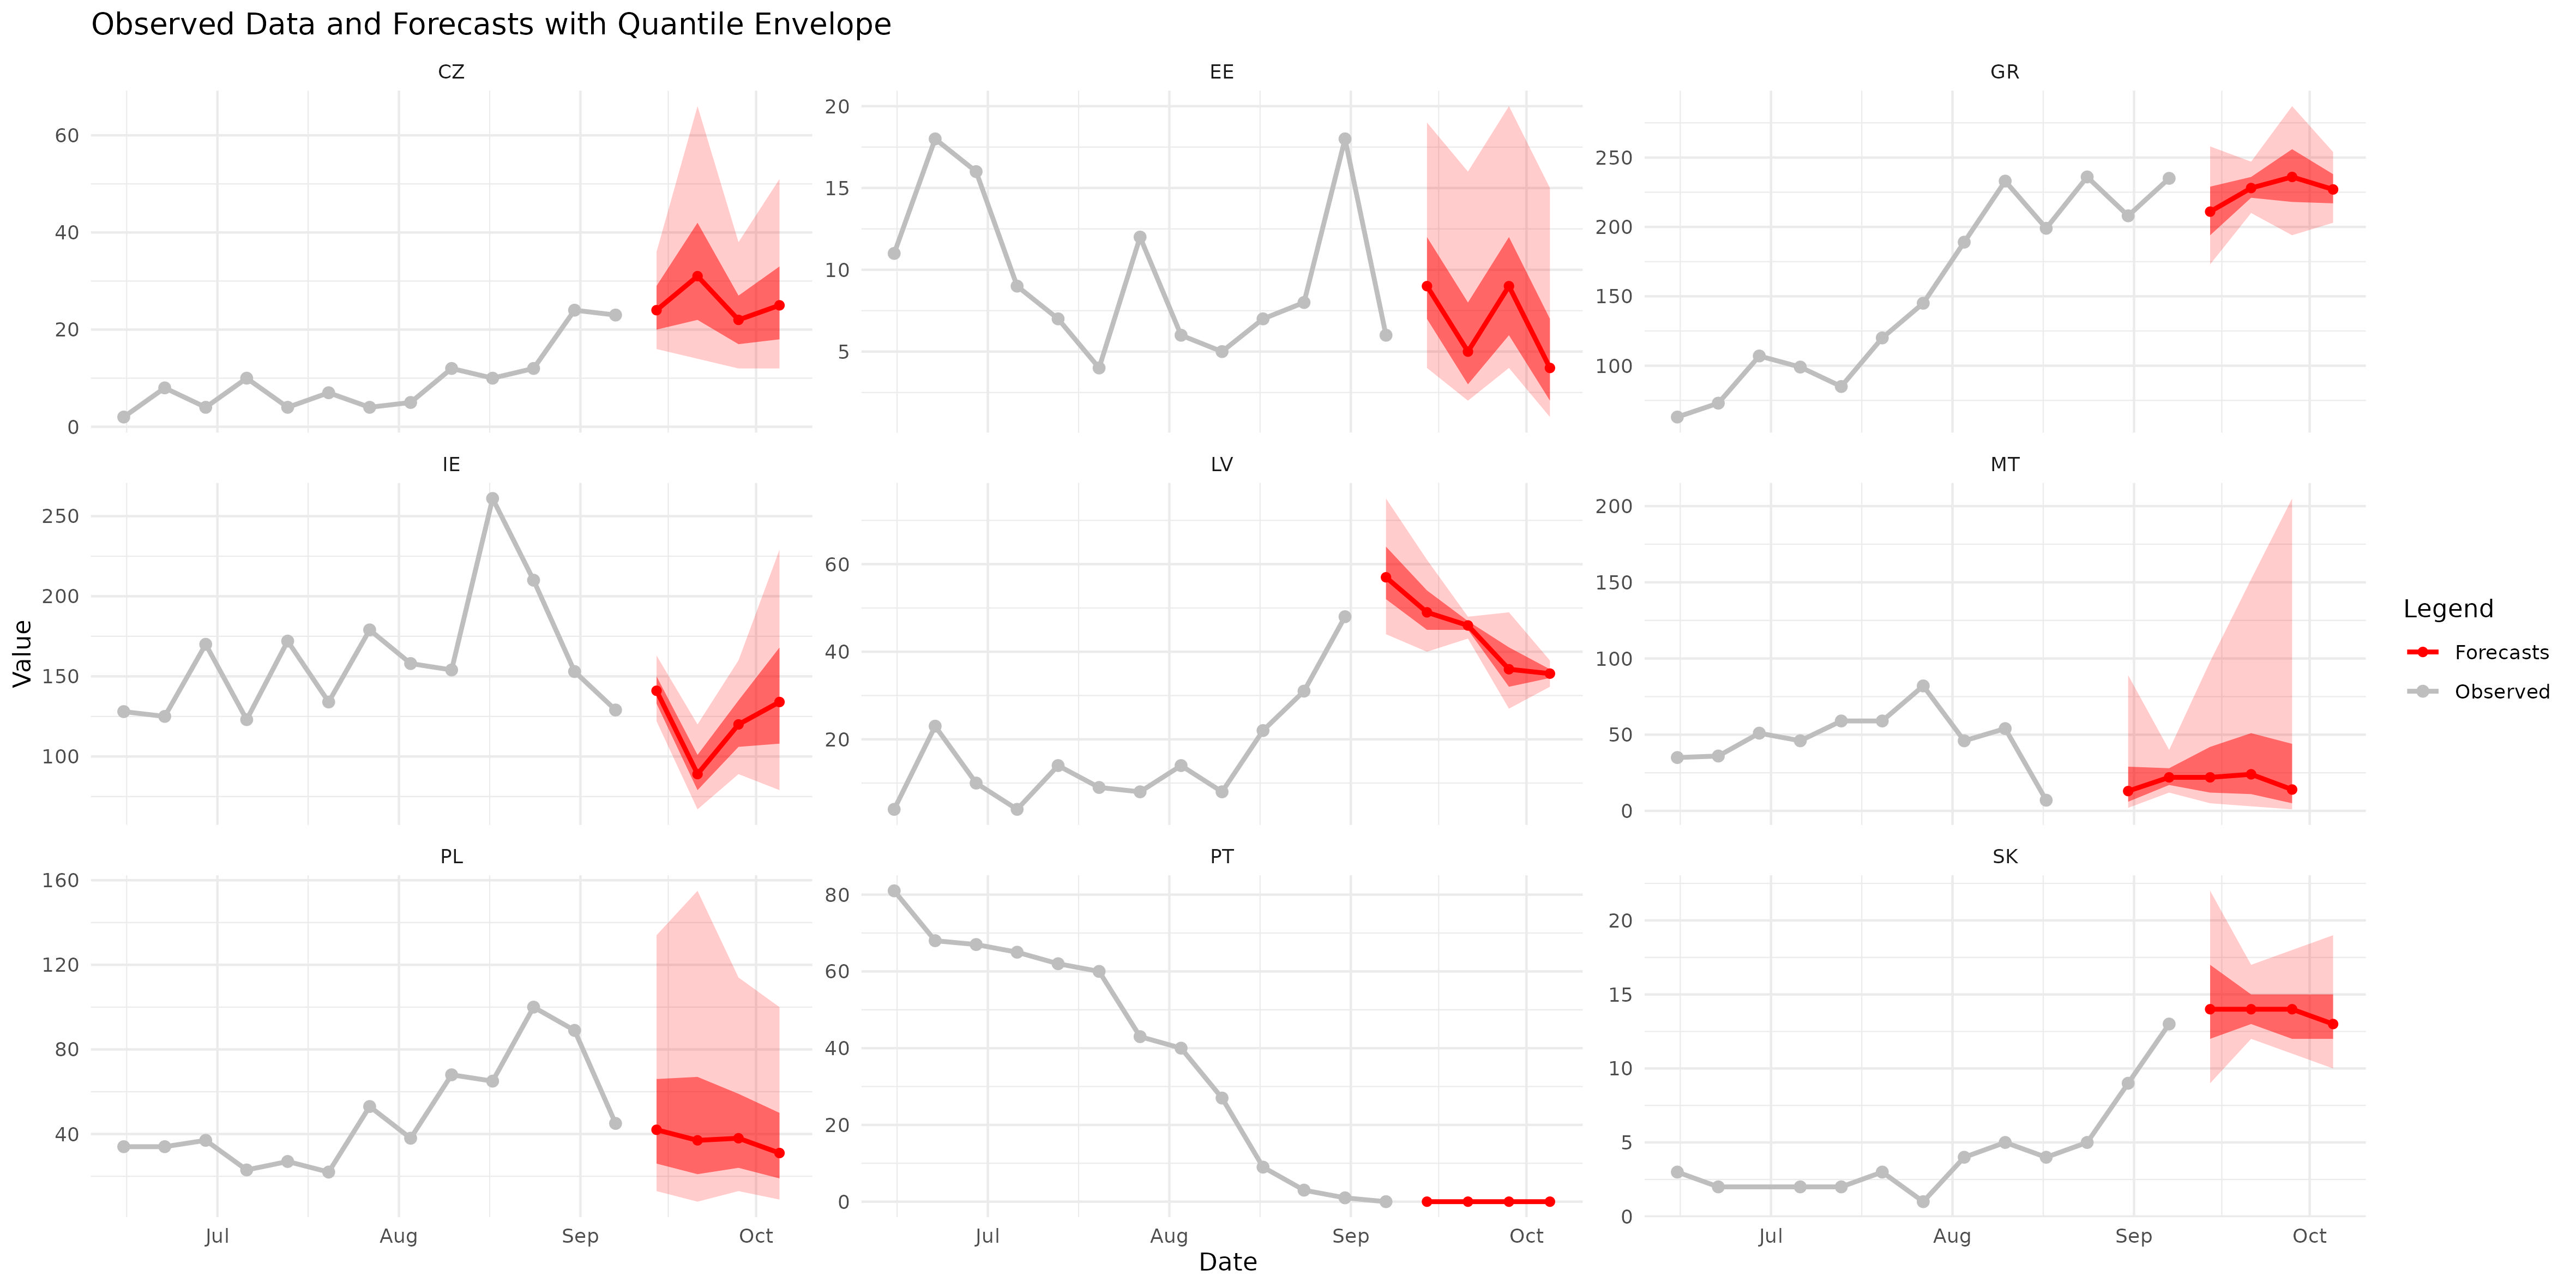 Observed Data and Forecasts with Quantile Envelope
CZ
EE
GR
60
40
20
0
20
15
10
5
250
200
150
100
IE
LV
MT
250
200
150
100
60
40
20
200
150
100
50
0
PL
PT
SK
160
120
80
40
80
60
40
20
0
20
15
10
5
0
Jul Aug Sep Oct
Jul Aug Sep Oct
Jul Aug Sep Oct
Value
Date
Legend
Forecasts
Observed